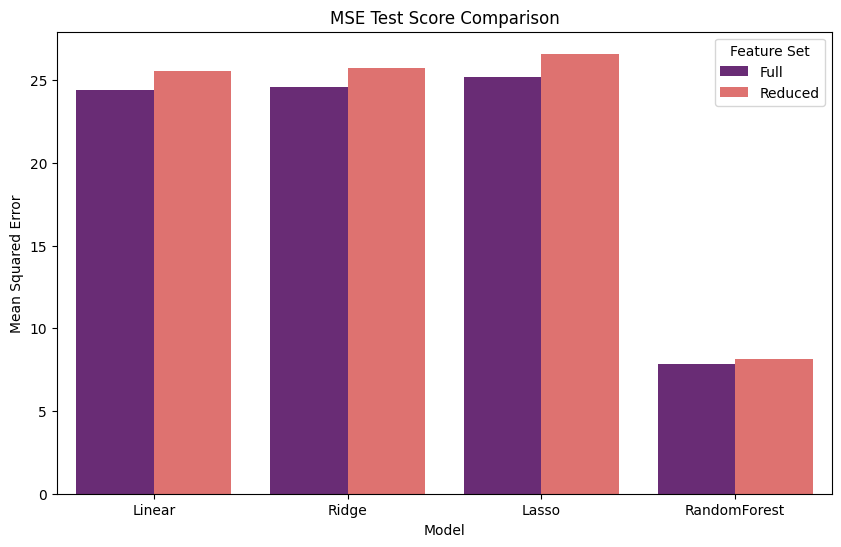 MSE Test Score Comparison
Feature Set
Full
Reduced
Mean Squared Error
25
20
15
10
5
0
Linear
Ridge
Lasso
RandomForest
Model